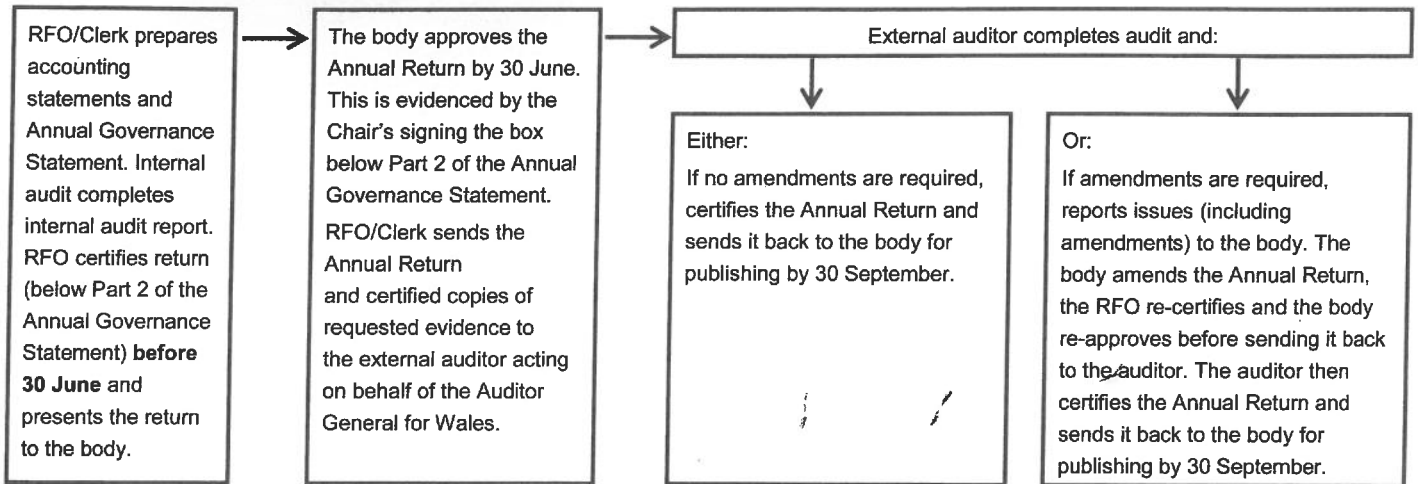 RFO/Clerk prepares
accounting
statements and
Annual Governance
Statement. Internal
audit completes
internal audit report.
RFO certifies return
(below Part 2 of the
Annual Governance
Statement) before
30 June and
presents the return
to the body.
The body approves the
Annual Return by 30 June.
This is evidenced by the
Chair's signing the box
below Part 2 of the Annual
Governance Statement.
RFO/Clerk sends the
Annual Return
and certified copies of
requested evidence to
the external auditor acting
on behalf of the Auditor
General for Wales.
External auditor completes audit and:
Either:
If no amendments are required,
certifies the Annual Return and
sends it back to the body for
publishing by 30 September.
Or:
If amendments are required,
reports issues (including
amendments) to the body. The
body amends the Annual Return,
the RFO re-certifies and the body
re-approves before sending it back
to the auditor. The auditor then
certifies the Annual Return and
sends it back to the body for
publishing by 30 September.